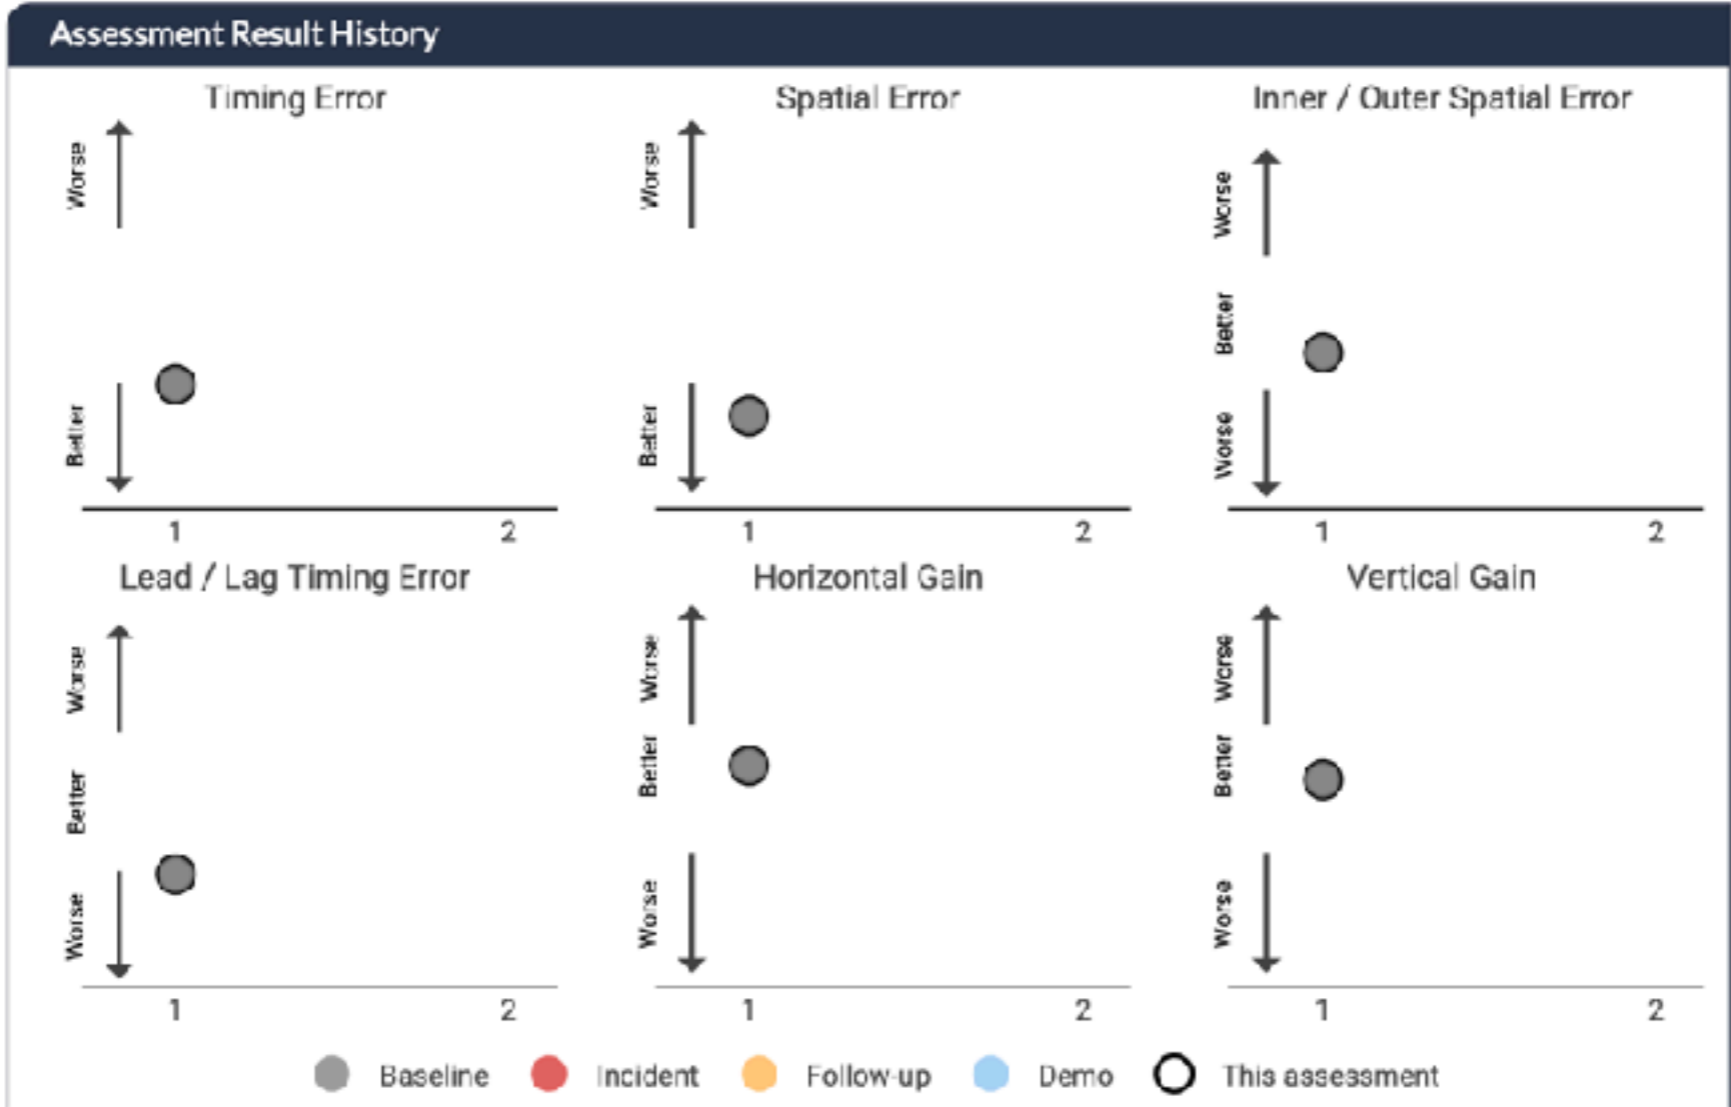 Assessment Result History
Timing Error
Spatial Error
Inner / Outer Spatial Error
Worse
Better
1
2
Worse
Better
1
2
Worse
Better
Worse
1
2
Lead / Lag Timing Error
Horizontal Gain
Vertical Gain
Worse
Better
Worse
1
2
Worse
Better
Worse
1
2
Worse
Better
Worse
1
2
Baseline
Incident
Follow-up
Demo
This assessment